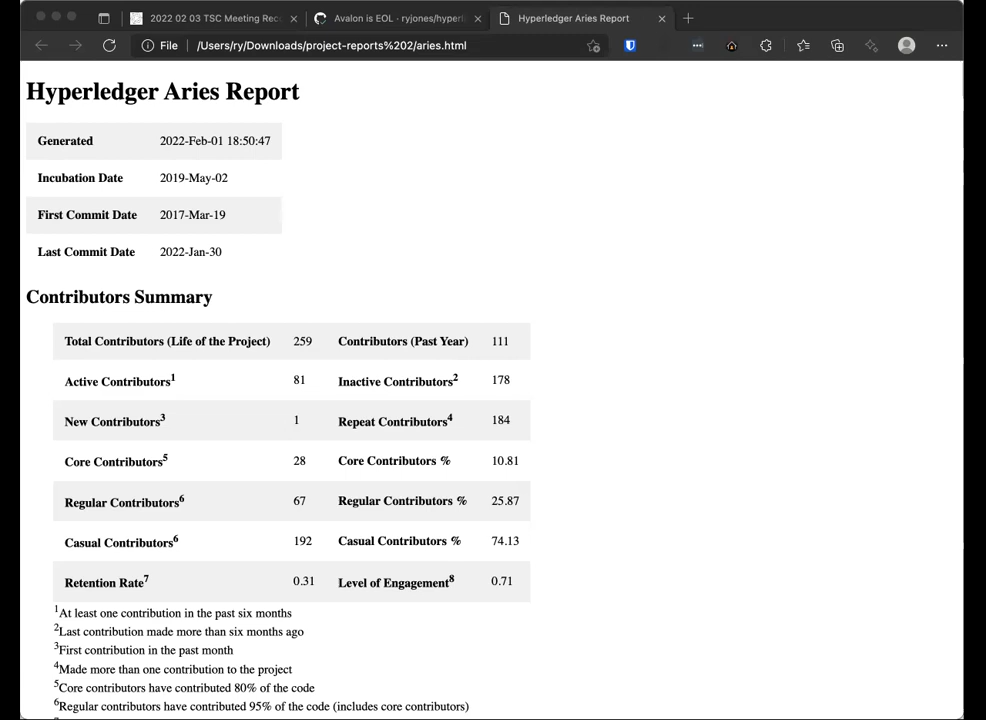 2022 02 03 TSC Meeting Rec
Avalon is EOL - ryjones/hyperl
Hyperledger Aries Report
File /Users/ry/Downloads/project-reports%202/aries.html
Hyperledger Aries Report
Generated 2022-Feb-01 18:50:47
Incubation Date 2019-May-02
First Commit Date 2017-Mar-19
Last Commit Date 2022-Jan-30
Contributors Summary
Total Contributors (Life of the Project) 259 Contributors (Past Year) 111
Active Contributors1 81 Inactive Contributors2 178
New Contributors3 1 Repeat Contributors4 184
Core Contributors5 28 Core Contributors % 10.81
Regular Contributors6 67 Regular Contributors % 25.87
Casual Contributors6 192 Casual Contributors % 74.13
Retention Rate7 0.31 Level of Engagement8 0.71
1At least one contribution in the past six months
2Last contribution made more than six months ago
3First contribution in the past month
4Made more than one contribution to the project
5Core contributors have contributed 80% of the code
6Regular contributors have contributed 95% of the code (includes core contributors)